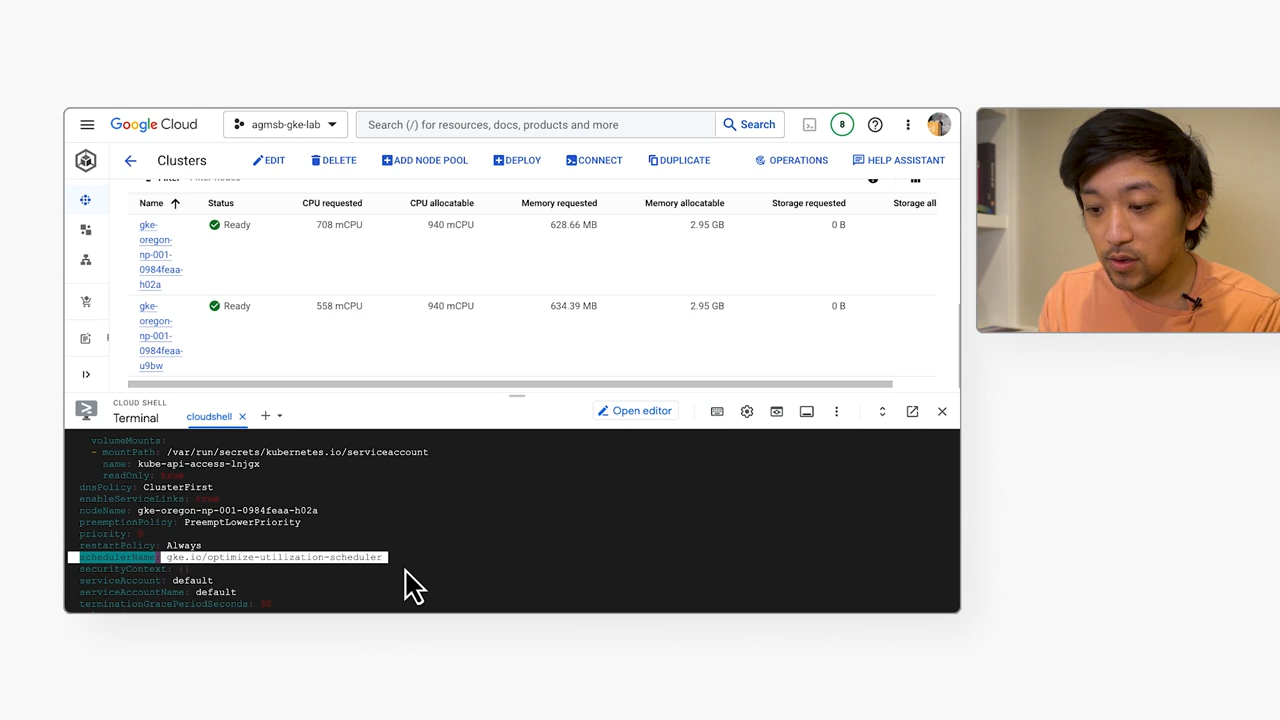 Google Cloud
agmsb-gke-lab
Search (/) for resources, docs, products and more
Search
8
Clusters
EDIT
DELETE
ADD NODE POOL
DEPLOY
CONNECT
DUPLICATE
OPERATIONS
HELP ASSISTANT
Name Status CPU requested CPU allocatable Memory requested Memory allocatable Storage requested Storage all
gke-
oregon-
np-001-
0984feaa-
h02a
Ready 708 mCPU 940 mCPU 628.66 MB 2.95 GB 0 B
gke-
oregon-
np-001-
0984feaa-
u9bw
Ready 558 mCPU 940 mCPU 634.39 MB 2.95 GB 0 B
CLOUD SHELL
Terminal
cloudshell
Open editor
volumeMounts:
- mountPath: /var/run/secrets/kubernetes.io/serviceaccount
name: kube-api-access-lnjgx
readOnly: true
dnsPolicy: ClusterFirst
enableServiceLinks: true
nodeName: gke-oregon-np-001-0984feaa-h02a
preemptionPolicy: PreemptLowerPriority
priority: 0
restartPolicy: Always
schedulerName: gke.io/optimize-utilization-scheduler
securityContext: {}
serviceAccount: default
serviceAccountName: default
terminationGracePeriodSeconds: 30